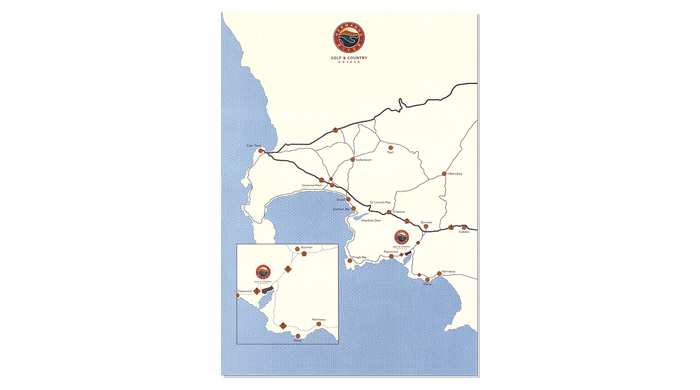 GOLF & COUNTRY
ESTATE
Cape Town
Stellenbosch
Paarl
Villiersdorp
Somerset West
Strand
Gordons Bay
Sir Lowry's Pass
Grabouw
Steenbras Dam
Botrivier
Caledon
Kleinmond
Pringle Bay
Hermanus
Botrivier
Kleinmond
Hermanus